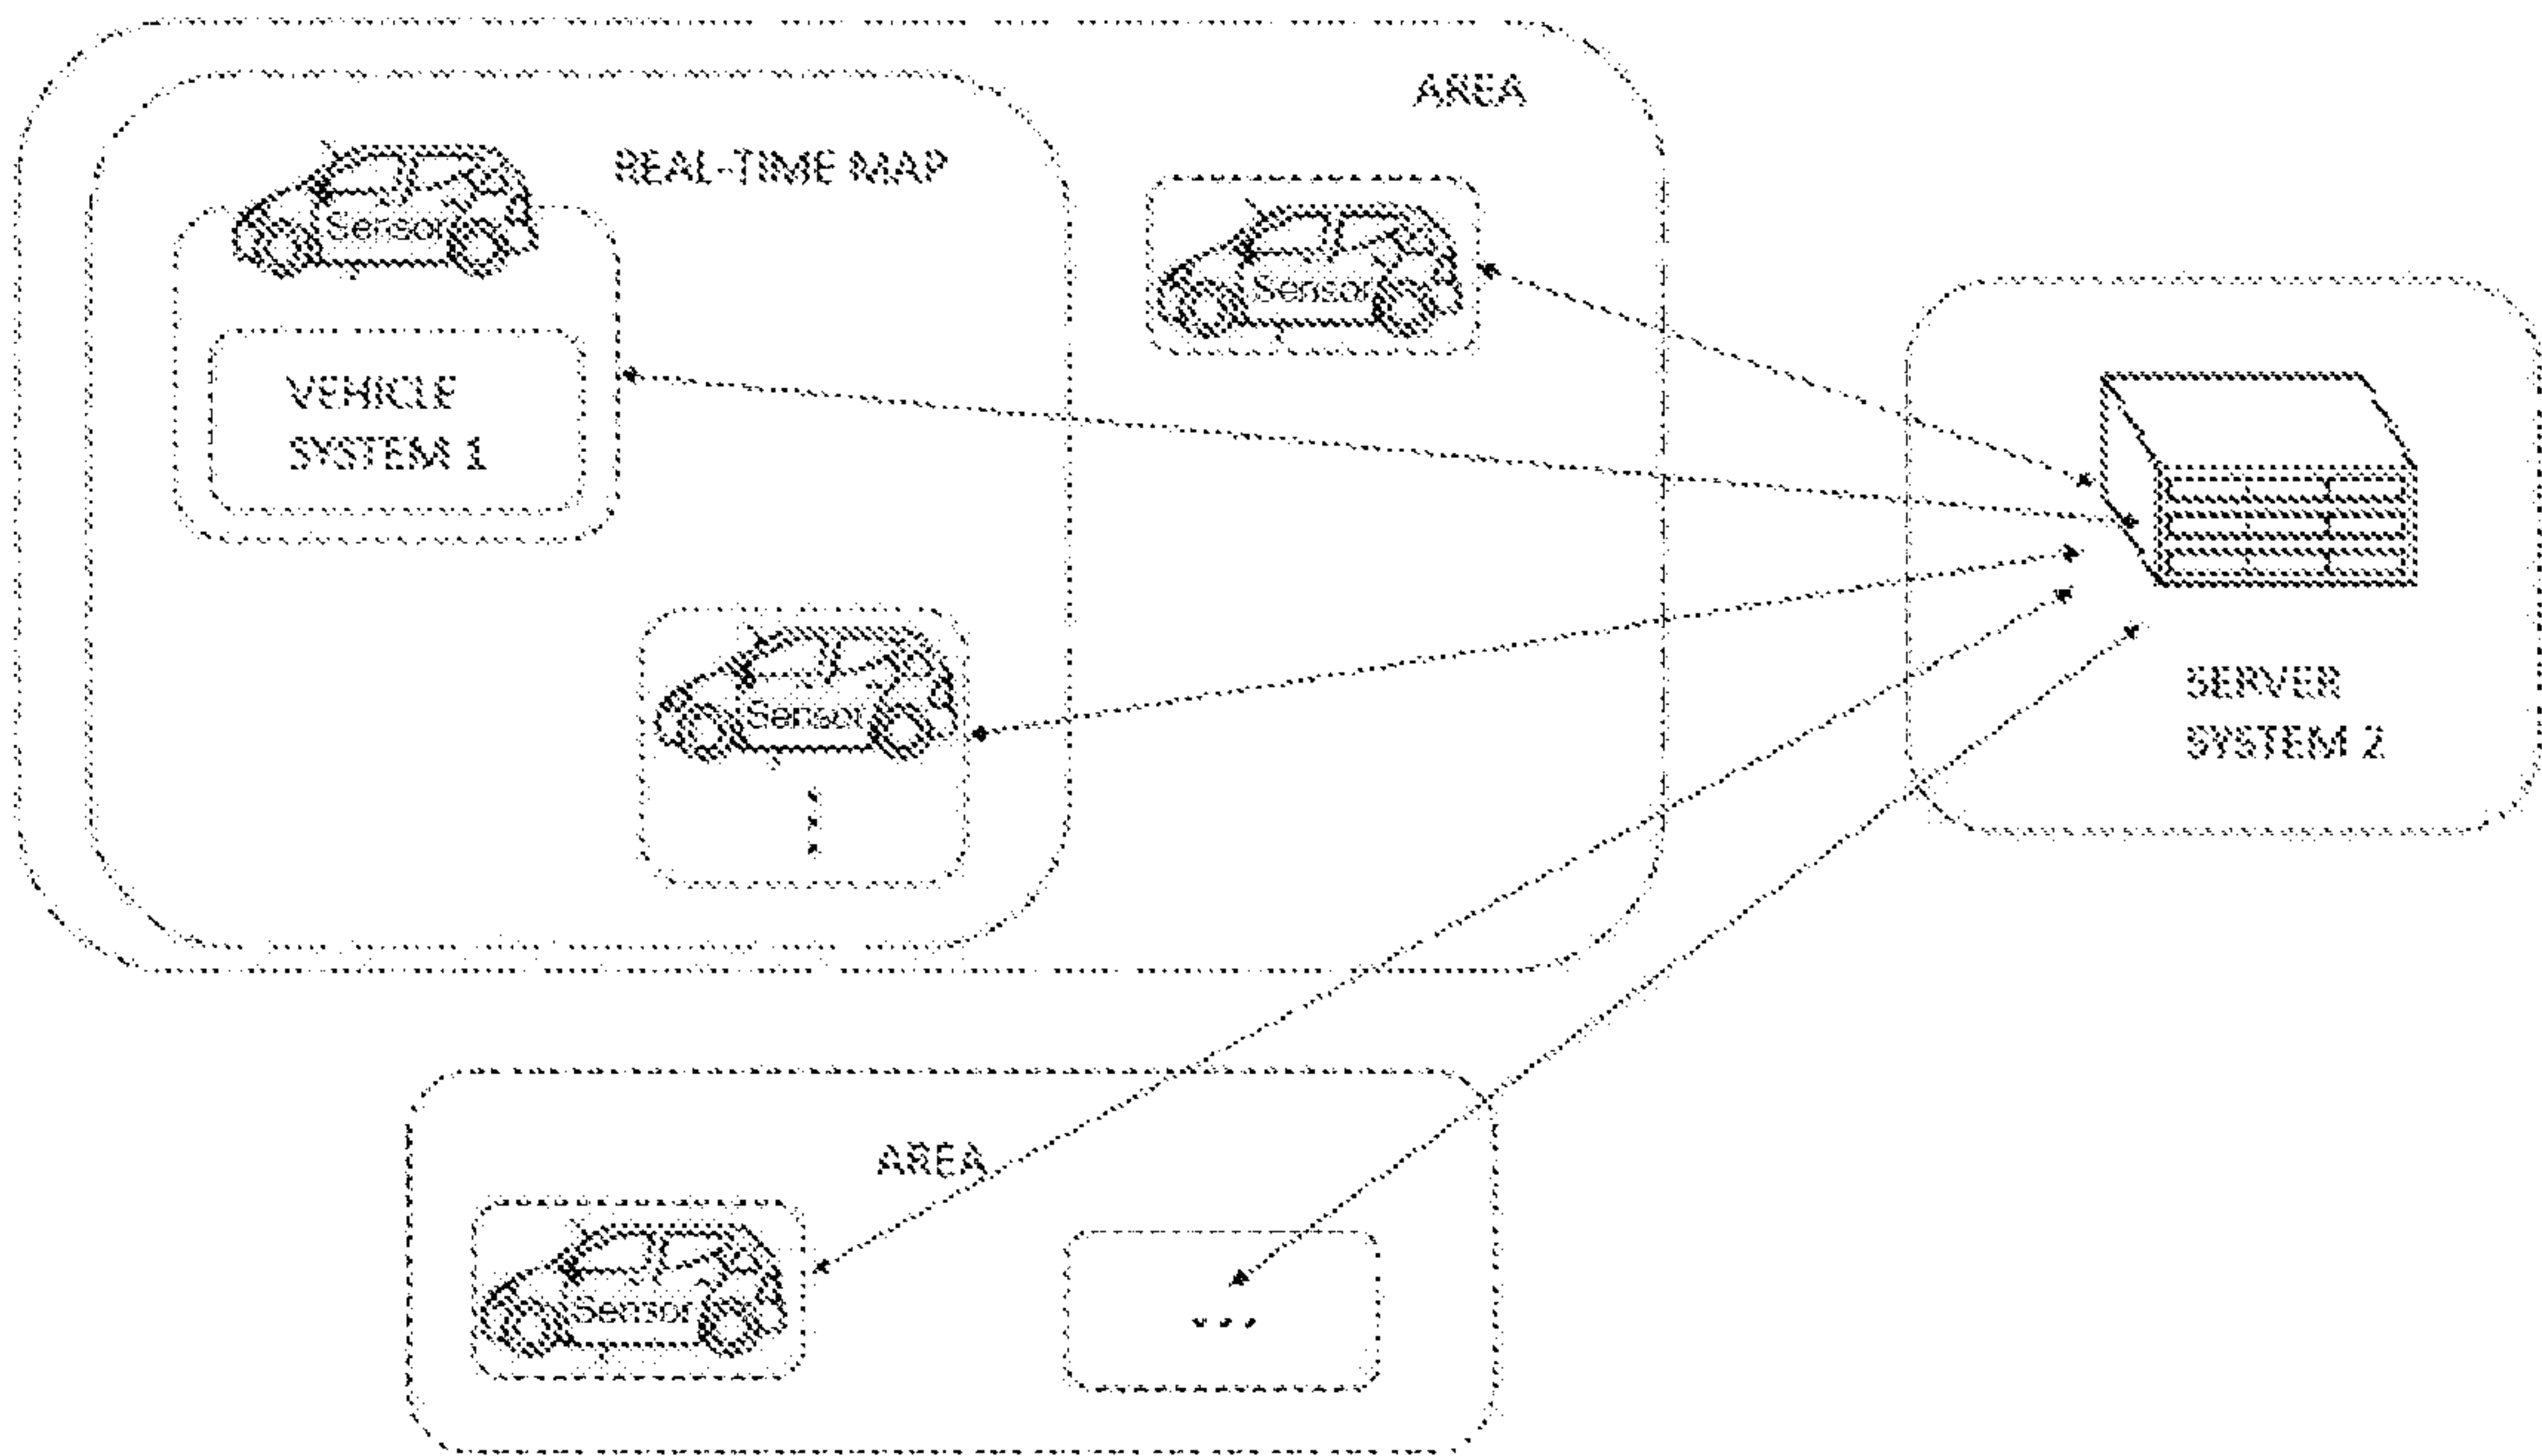 AREA
REAL-TIME MAP
Sensor
Sensor
VEHICLE
SYSTEM 1
Sensor
SERVER
SYSTEM 2
AREA
Sensor
...